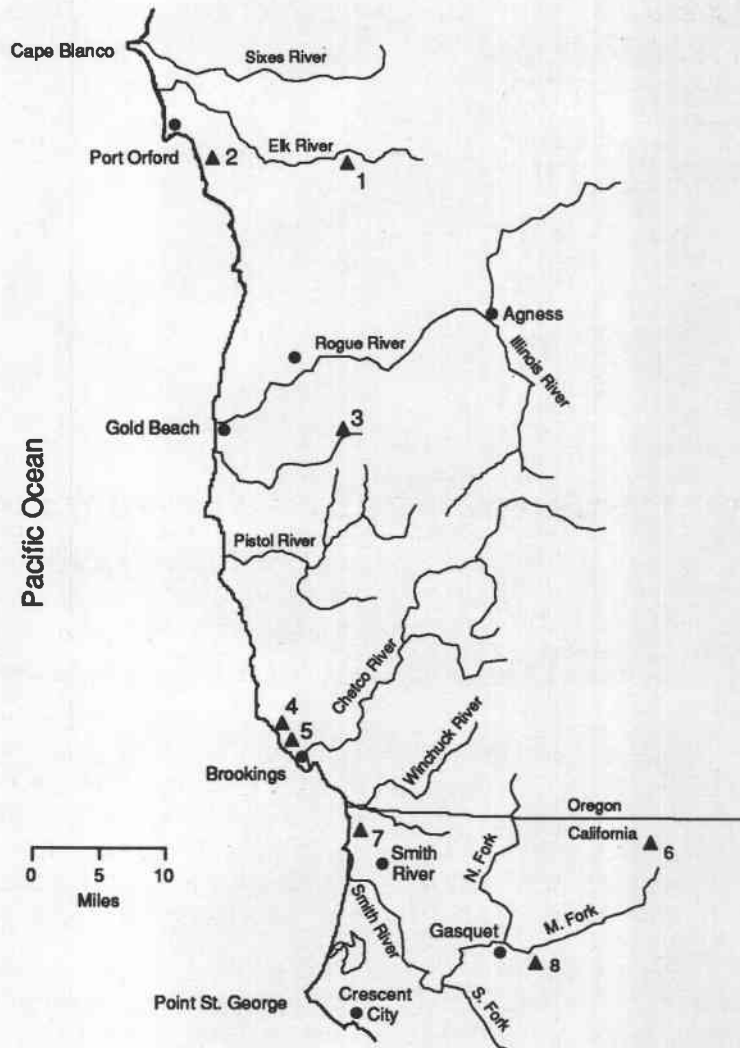 Cape Blanco
Sixes River
Port Orford
2
Elk River
1
Agness
Rogue River
Illinois River
Gold Beach
3
Pacific Ocean
Pistol River
Chetco River
4
5
Brookings
Winchuck River
Oregon
California
6
7
0 10
Miles
Smith
River
N. Fork
Smith River
M. Fork
Gasquet
8
S. Fork
Point St. George
Crescent
City